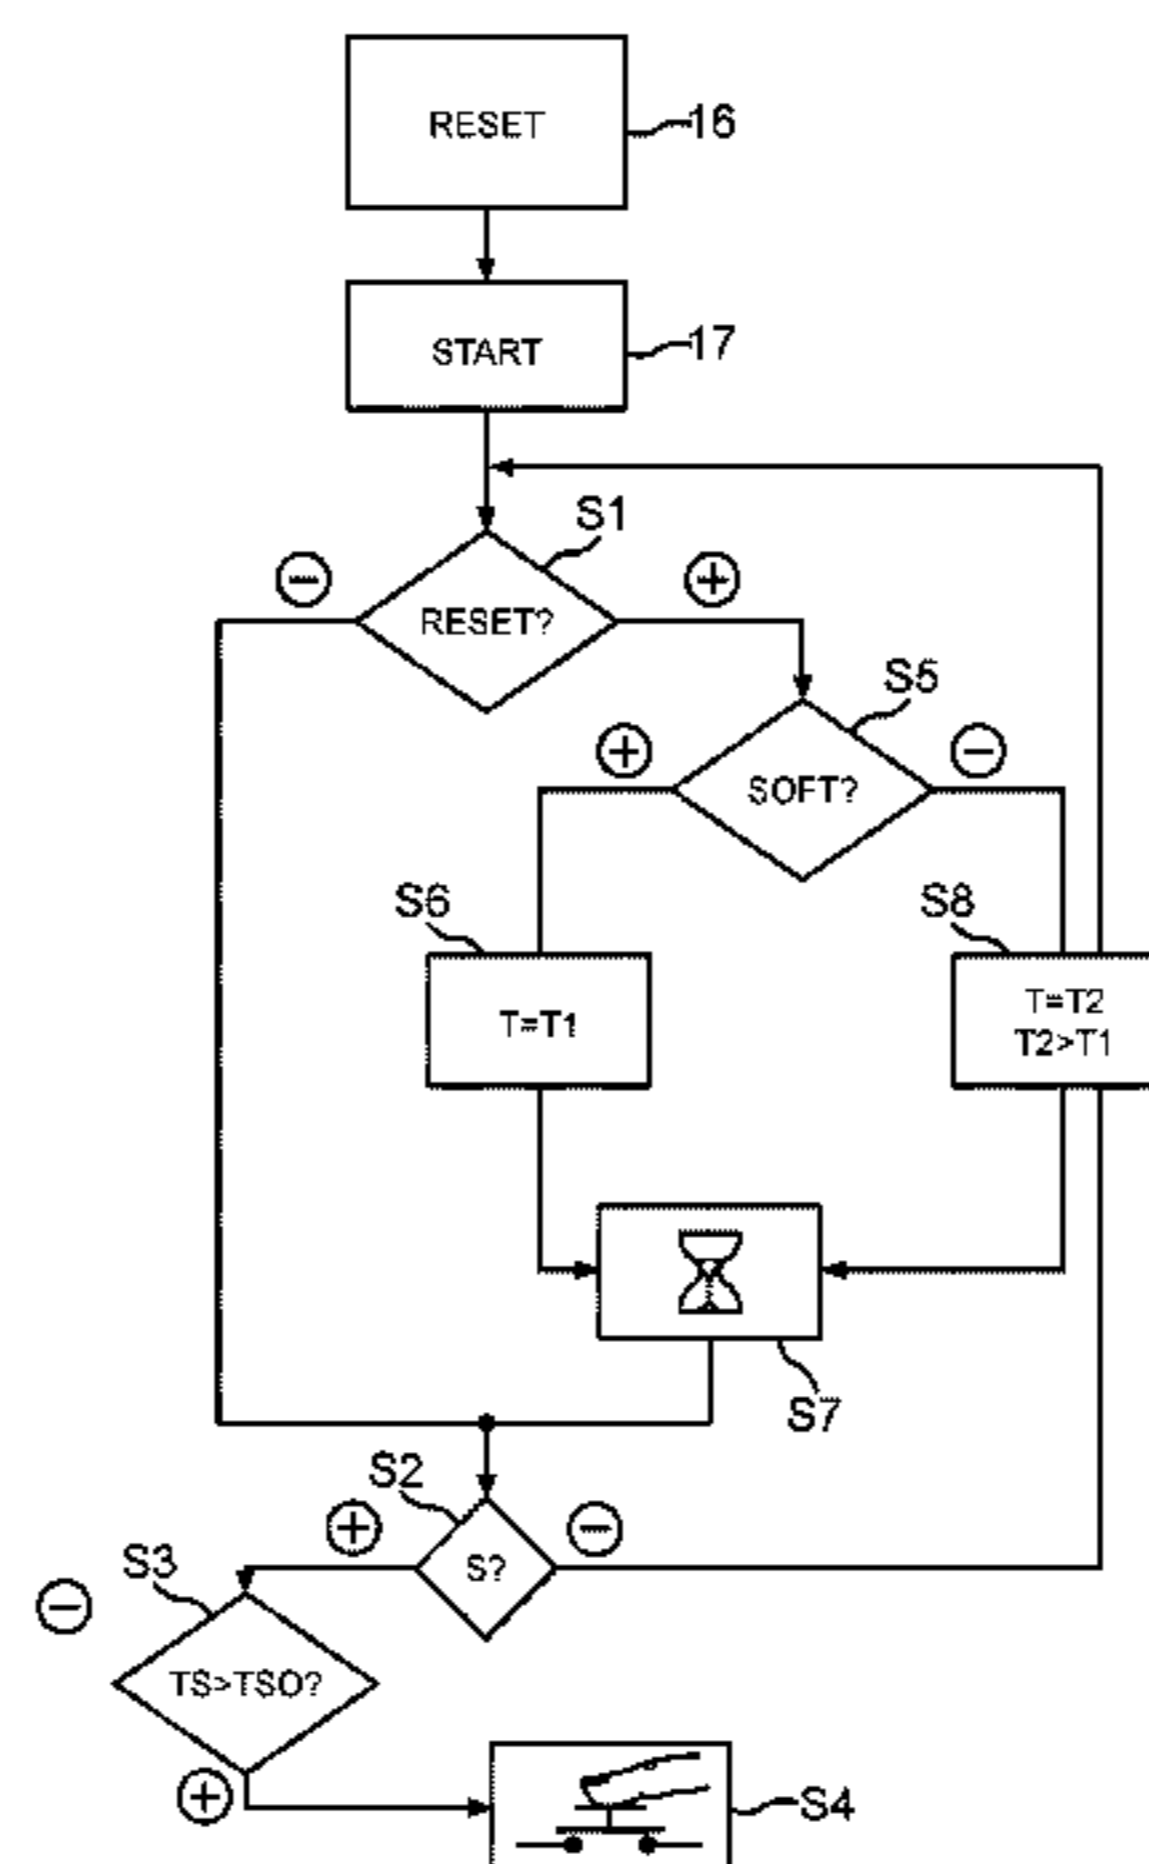 RESET
16
START
17
S1
−
+
RESET?
S5
+
−
SOFT?
S6
S8
T=T1
T=T2
T2>T1
S7
S2
+
−
S?
S3
−
TS>TSO?
+
S4